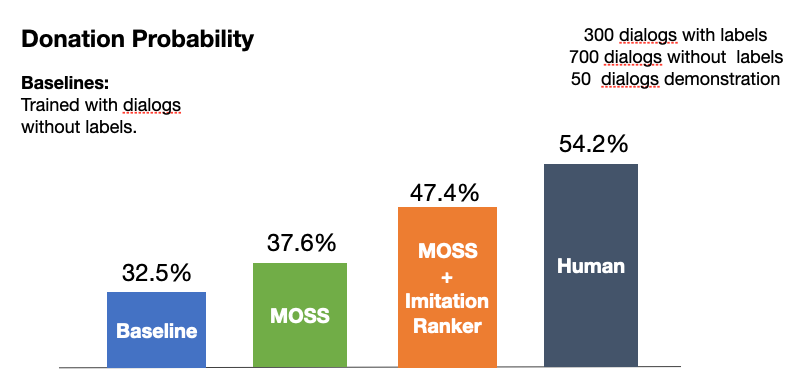 Donation Probability
300 dialogs with labels
700 dialogs without labels
50 dialogs demonstration
Baselines:
Trained with dialogs
without labels.
32.5%
37.6%
47.4%
54.2%
Baseline
MOSS
MOSS
+
Imitation
Ranker
Human